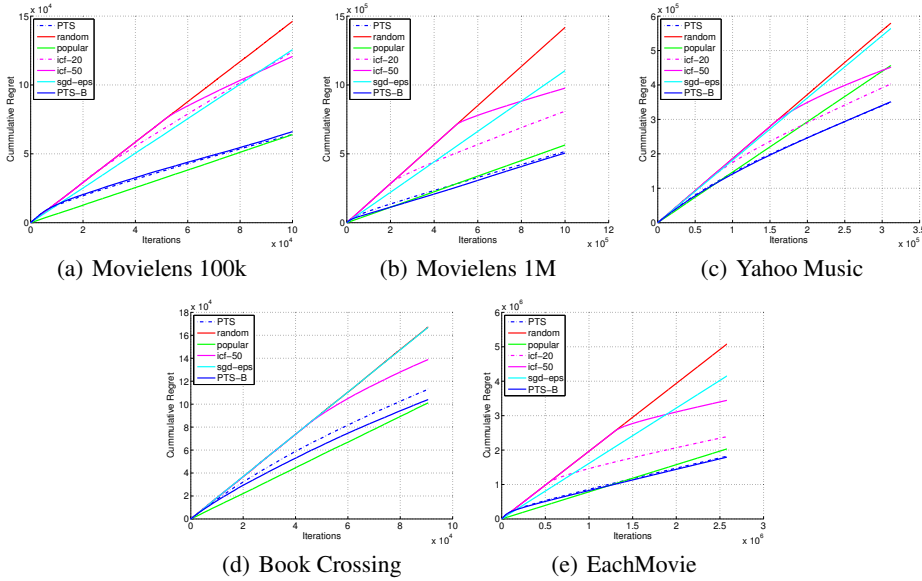 x 10^4
15
10
5
0
Cummulative Regret
PTS
random
popular
icf-20
icf-50
sgd-eps
PTS-B
0 2 4 6 8 10
Iterations
x 10^4
(a) Movielens 100k
x 10^5
15
10
5
0
Cummulative Regret
PTS
random
popular
icf-20
icf-50
sgd-eps
PTS-B
0 2 4 6 8 10 12
Iterations
x 10^5
(b) Movielens 1M
x 10^5
6
5
4
3
2
1
0
Cummulative Regret
PTS
random
popular
icf-20
icf-50
sgd-eps
PTS-B
0 0.5 1 1.5 2 2.5 3 3.5
Iterations
x 10^5
(c) Yahoo Music
x 10^4
18
16
14
12
10
8
6
4
2
0
Cummulative Regret
PTS
random
popular
icf-50
sgd-eps
PTS-B
0 2 4 6 8 10
Iterations
x 10^4
(d) Book Crossing
x 10^6
6
5
4
3
2
1
0
Cummulative Regret
PTS
random
popular
icf-20
icf-50
sgd-eps
PTS-B
0 0.5 1 1.5 2 2.5 3
Iterations
x 10^6
(e) EachMovie